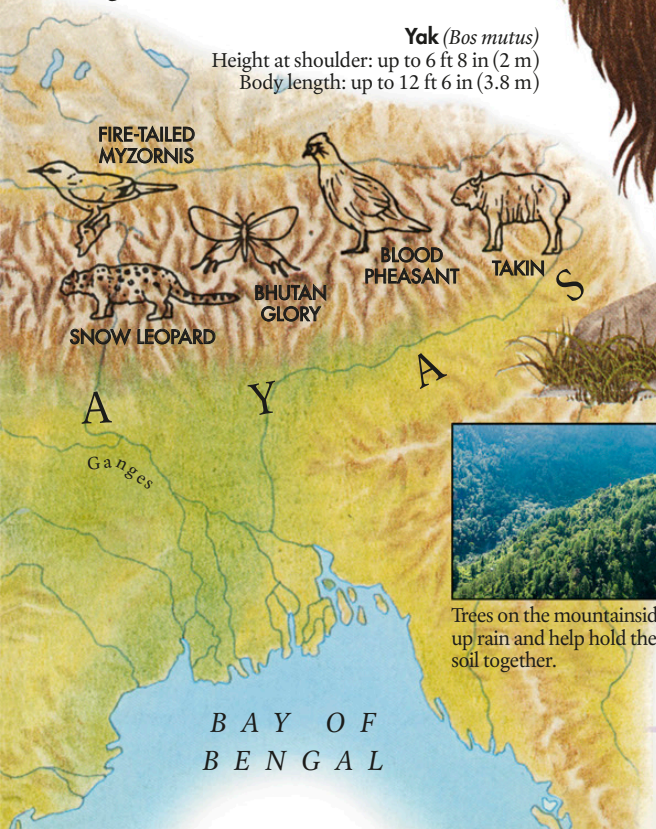 Yak (Bos mutus)
Height at shoulder: up to 6 ft 8 in (2 m)
Body length: up to 12 ft 6 in (3.8 m)
FIRE-TAILED
MYZORNIS
BLOOD
PHEASANT
TAKIN
BHUTAN
GLORY
SNOW LEOPARD
A Y A S
Ganges
Trees on the mountainsid
up rain and help hold the
soil together.
BAY OF
BENGAL